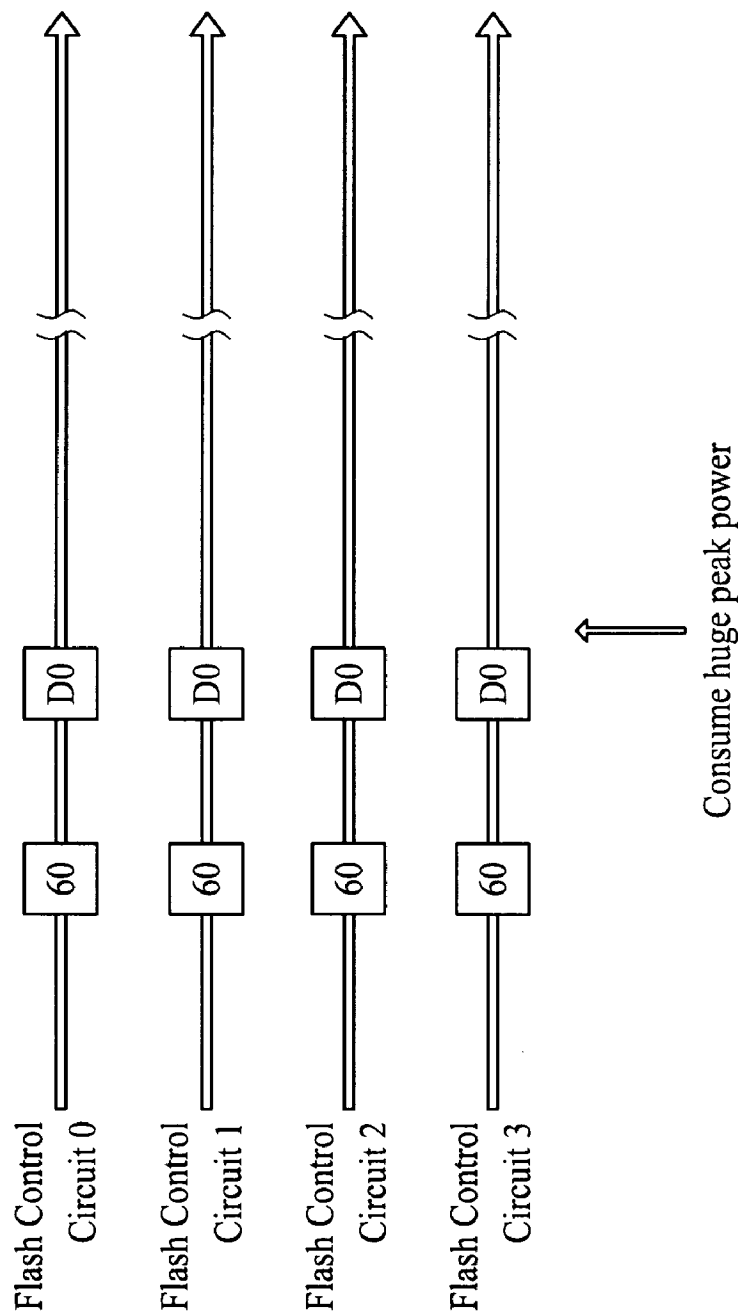 Flash Control
Circuit 0
60
D0
Flash Control
Circuit 1
60
D0
Flash Control
Circuit 2
60
D0
Flash Control
Circuit 3
60
D0
Consume huge peak power